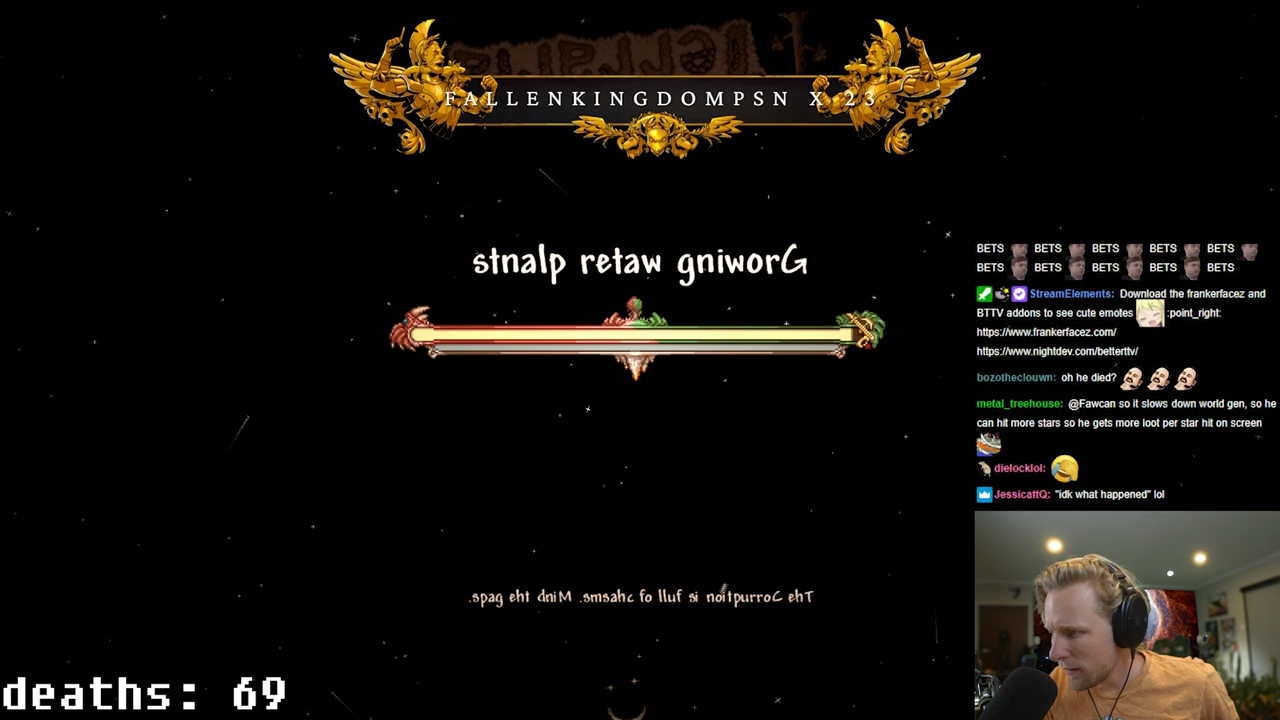 FALLENKINGDOMPSN X 23
stnalp retaw gniworG
.spag eht dniM .smsahc fo lluf si noitpurroC ehT
deaths: 69
BETS BETS BETS BETS BETS
BETS BETS BETS BETS BETS
StreamElements: Download the frankerfacez and
BTTV addons to see cute emotes :point_right:
https://www.frankerfacez.com/
https://www.nightdev.com/betterttv/
bozotheclouwn: oh he died?
metal_treehouse: @Fawcan so it slows down world gen, so he
can hit more stars so he gets more loot per star hit on screen
dielocklol:
JessicattQ: "idk what happened" lol